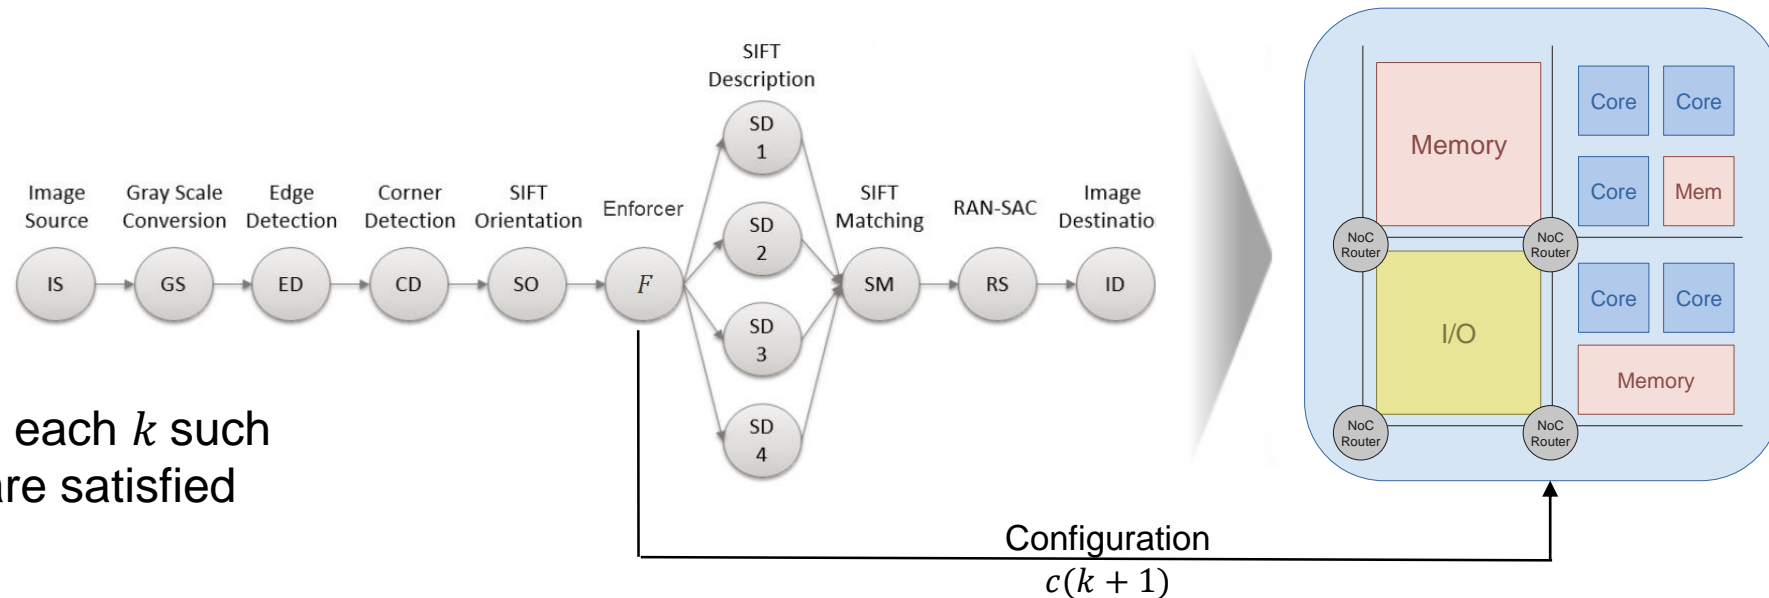 SIFT
Description
Image
Source
Gray Scale
Conversion
Edge
Detection
Corner
Detection
SIFT
Orientation
Enforcer
SIFT
Matching
RAN-SAC
Image
Destinatio
IS
GS
ED
CD
SO
F
SD
1
SD
2
SD
3
SD
4
SM
RS
ID
Memory
Core
Core
Core
Mem
NoC
Router
NoC
Router
I/O
Core
Core
Memory
NoC
Router
NoC
Router
each k such
are satisfied
Configuration
c(k + 1)